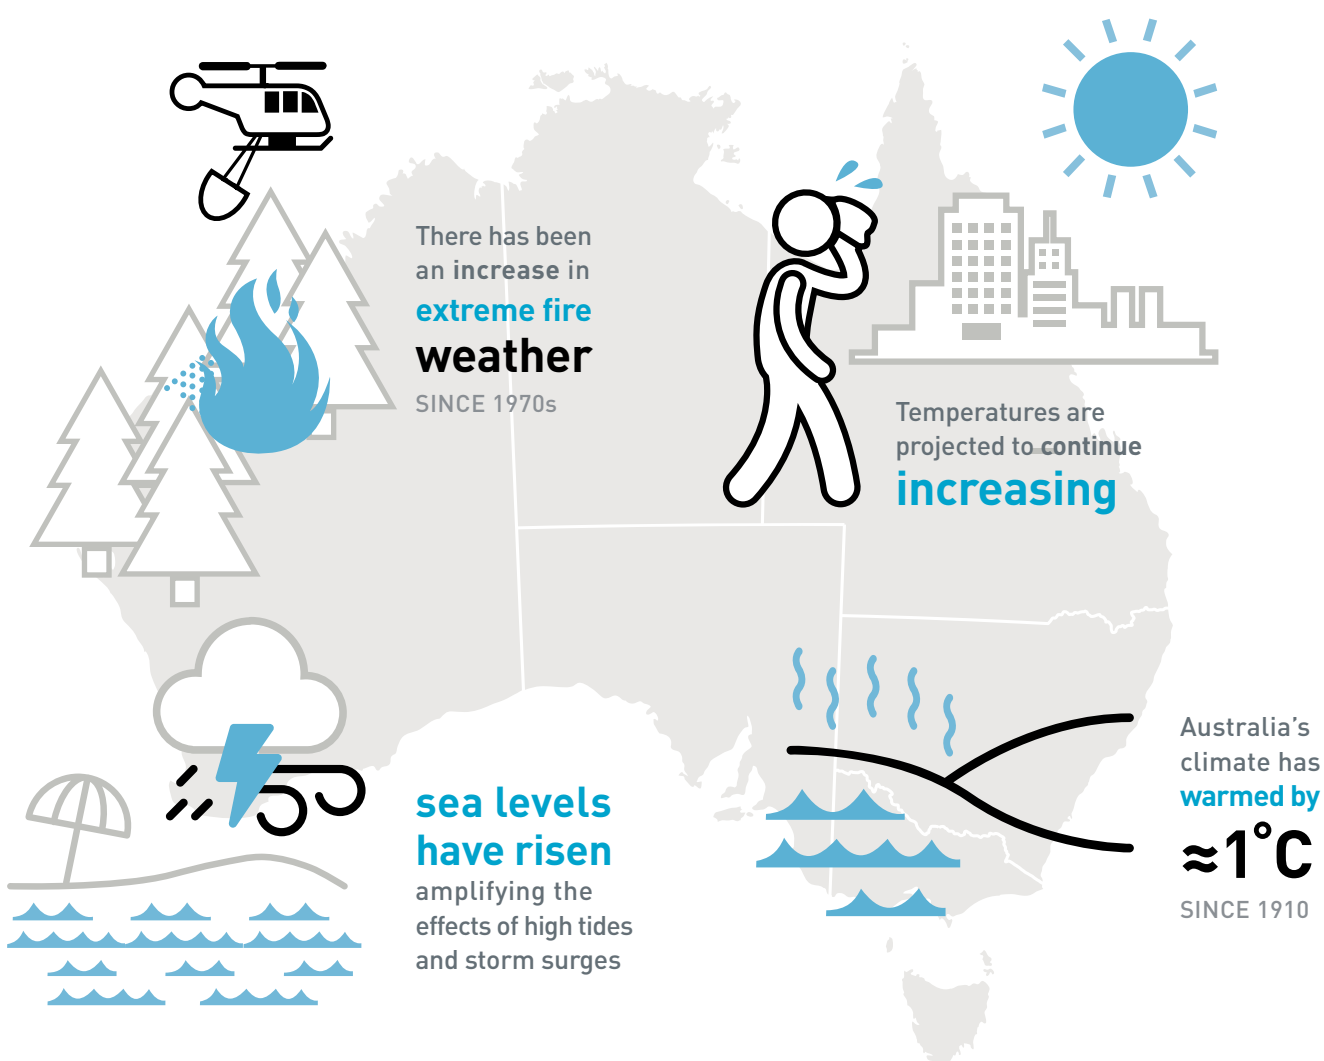 There has been
an increase in
extreme fire
weather
SINCE 1970s
Temperatures are
projected to continue
increasing
sea levels
have risen
amplifying the
effects of high tides
and storm surges
Australia's
climate has
warmed by
≈1°C
SINCE 1910